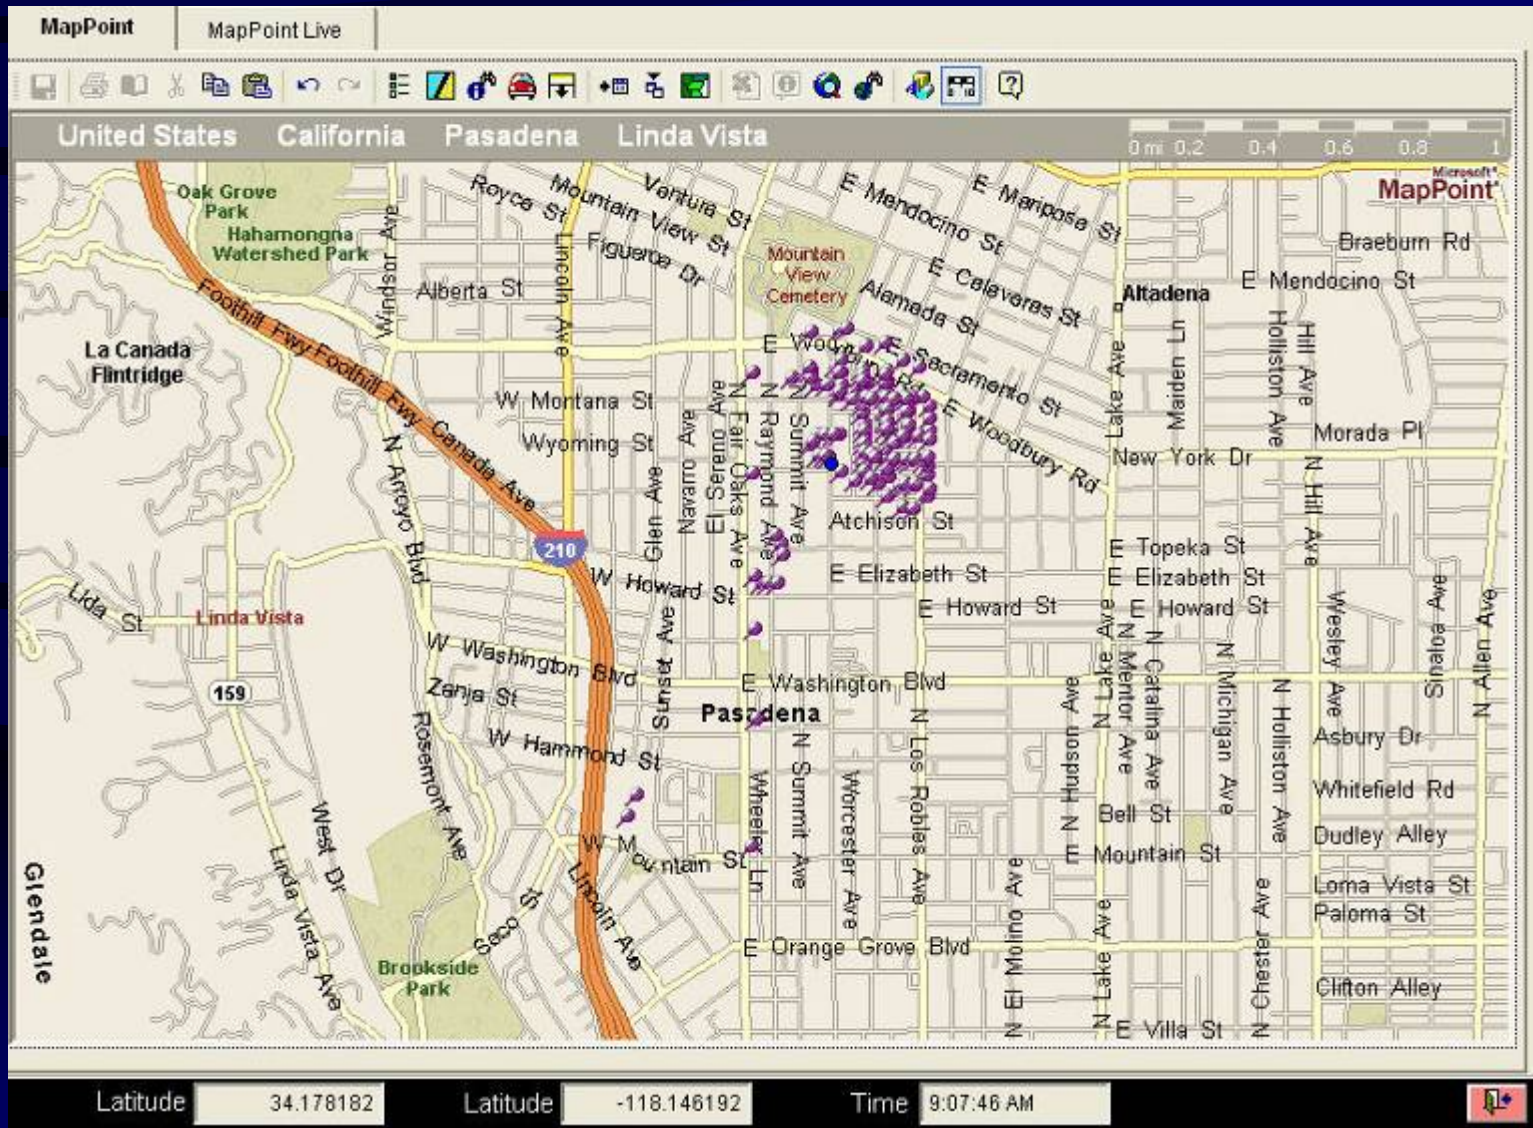 MapPoint
MapPoint Live
United States California Pasadena Linda Vista
0 mi 0.2 0.4 0.6 0.8 1
Microsoft
MapPoint
Oak Grove
Park
Hahamongna
Watershed Park
Windsor Ave
Royce St
Mountain View St
Ventura St
Figueroa Dr
Lincoln Ave
Alberta St
Mountain
View
Cemetery
E Mendocino St
E Mariposa St
E Calaveras St
Alameda St
Altadena
Braeburn Rd
E Mendocino St
Foothill Fwy
Foothill Fwy
Canada Ave
La Canada
Flintridge
E Woodbury Rd
E Sacramento St
E Woodbury Rd
Lake Ave
Maiden Ln
Holliston Ave
Hill Ave
W Montana St
Wyoming St
N Arroyo Blvd
Glen Ave
Navarro Ave
El Sereno Ave
N Fair Oaks Ave
N Raymond Ave
N Summit Ave
Morada Pl
New York Dr
N Hill Ave
Atchison St
210
E Topeka St
E Elizabeth St
E Elizabeth St
W Howard St
E Howard St
E Howard St
Lida St
Linda Vista
159
W Washington Blvd
E Washington Blvd
Zanja St
Sunset Ave
Pasadena
W Hammond St
Rosemont Ave
N Lake Ave
N Mentor Ave
N Catalina Ave
N Michigan Ave
N Holliston Ave
Wesley Ave
Sinaloa Ave
N Allen Ave
N Hudson Ave
Asbury Dr
Whitefield Rd
Dudley Alley
Bell St
Wheeler Ln
N Summit Ave
Worcester Ave
N Los Robles Ave
W Mountain St
E Mountain St
West Dr
Linda Vista Ave
Seco St
Lincoln Ave
Glendale
Loma Vista St
Paloma St
E Orange Grove Blvd
N El Molino Ave
N Lake Ave
N Chester Ave
Brookside
Park
Clifton Alley
E Villa St
Latitude 34.178182 Latitude -118.146192 Time 9:07:46 AM